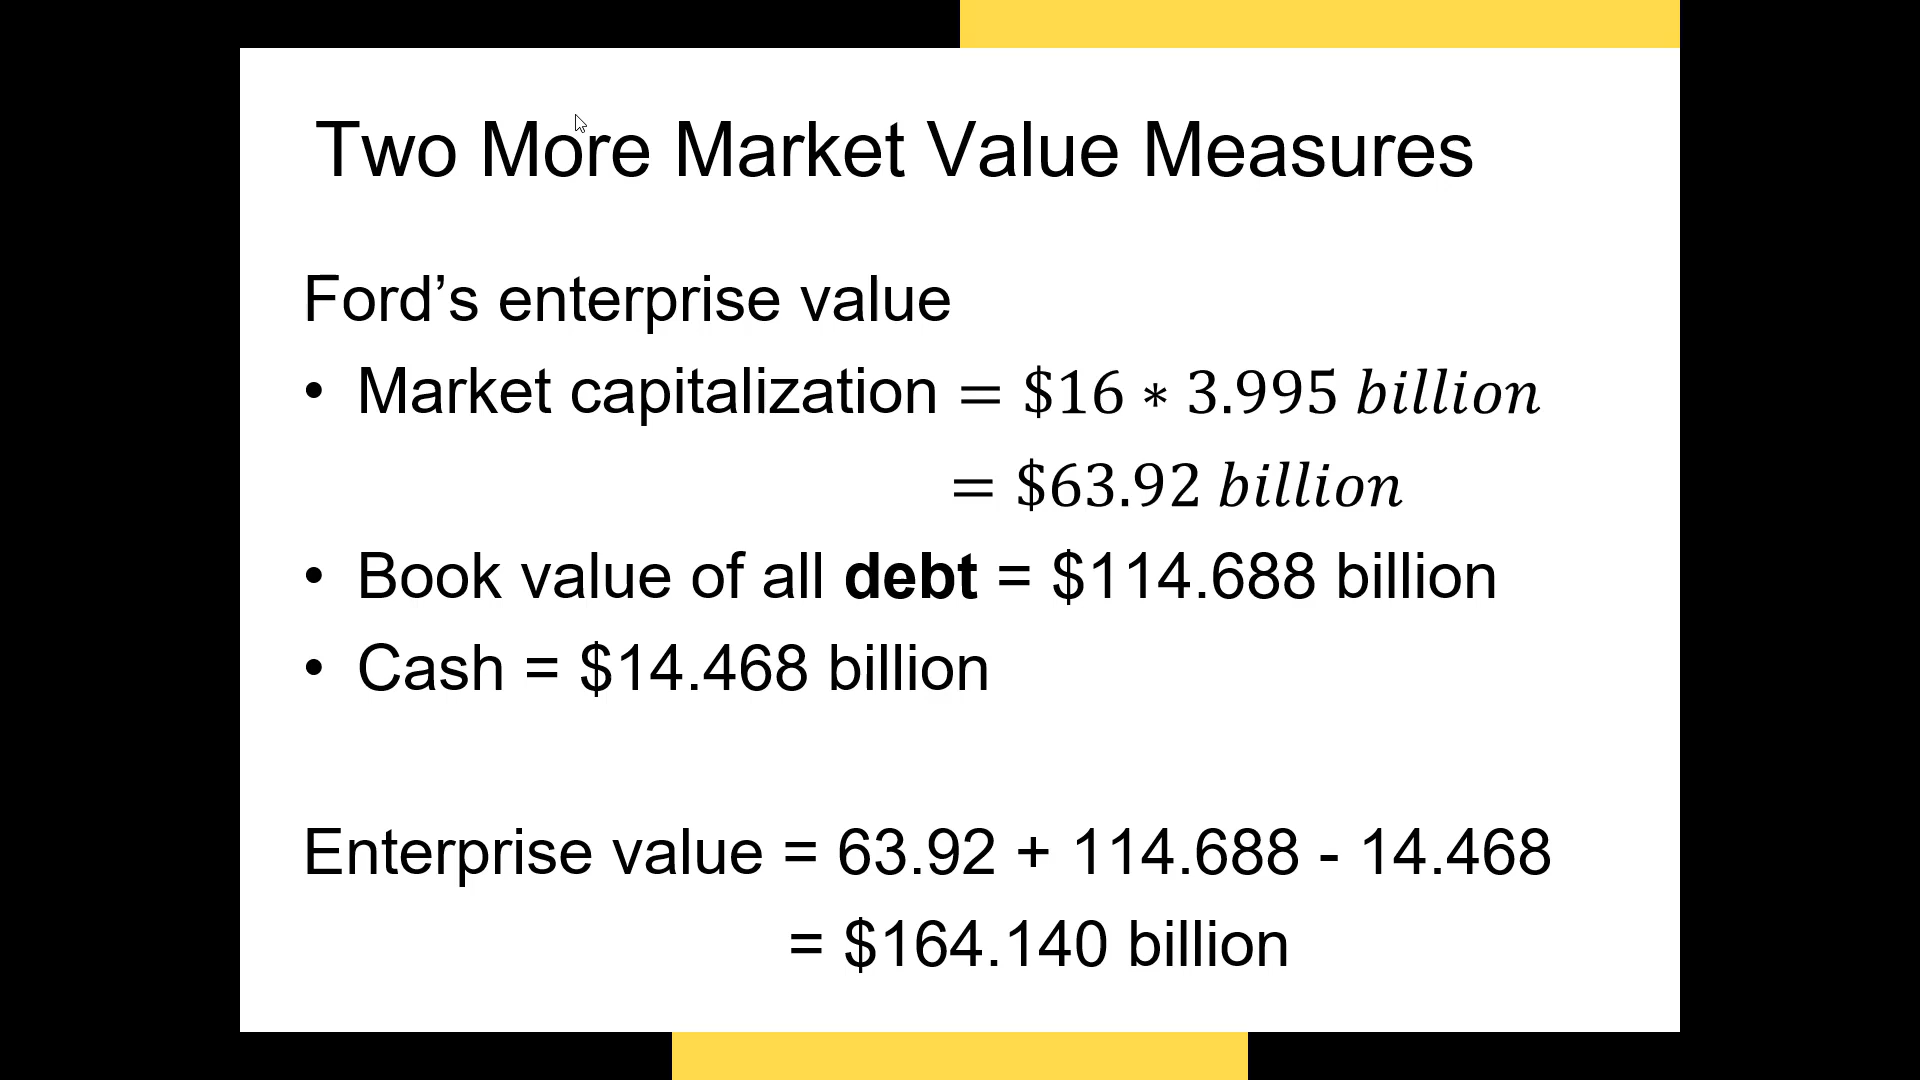 Two More Market Value Measures
Ford’s enterprise value
• Market capitalization = $16 ∗ 3.995 billion
= $63.92 billion
• Book value of all debt = $114.688 billion
• Cash = $14.468 billion
Enterprise value = 63.92 + 114.688 - 14.468
= $164.140 billion